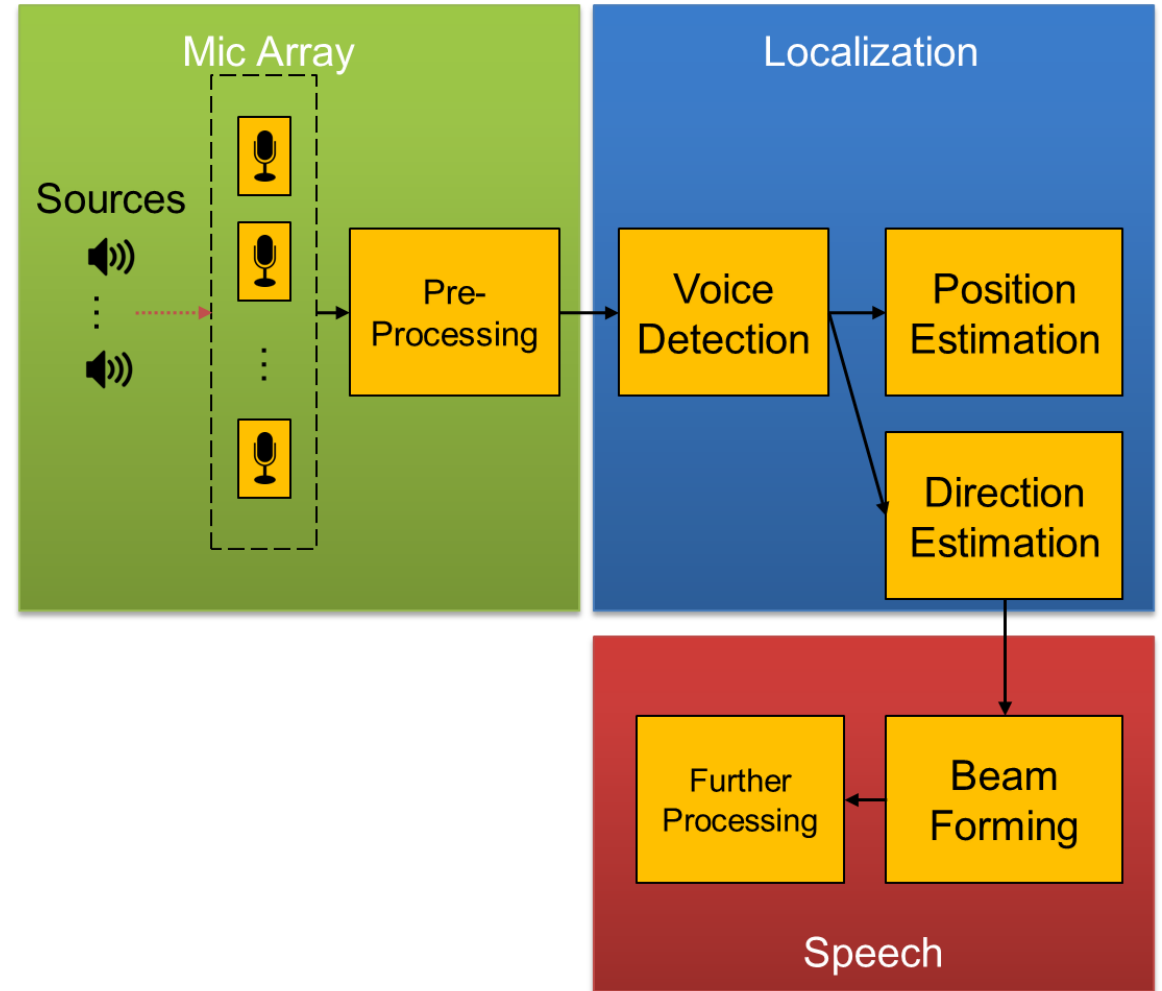 Mic Array
Sources
Pre-
Processing
Localization
Voice
Detection
Position
Estimation
Direction
Estimation
Beam
Forming
Further
Processing
Speech